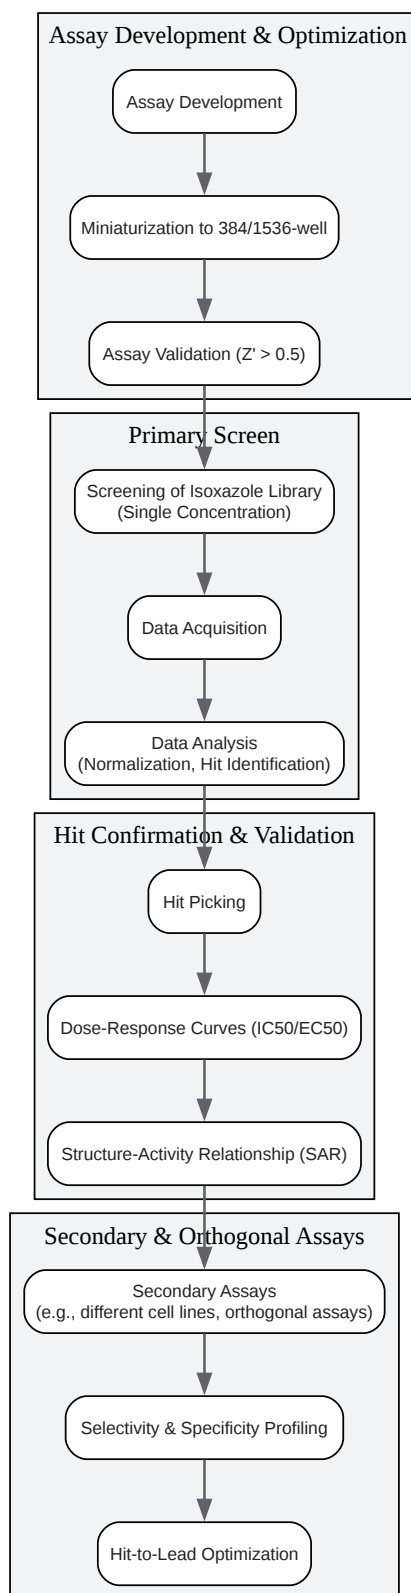 Assay Development & Optimization
Assay Development
Miniaturization to 384/1536-well
Assay Validation (Z' > 0.5)
Primary Screen
Screening of Isoxazole Library
(Single Concentration)
Data Acquisition
Data Analysis
(Normalization, Hit Identification)
Hit Confirmation & Validation
Hit Picking
Dose-Response Curves (IC50/EC50)
Structure-Activity Relationship (SAR)
Secondary & Orthogonal Assays
Secondary Assays
(e.g., different cell lines, orthogonal assays)
Selectivity & Specificity Profiling
Hit-to-Lead Optimization